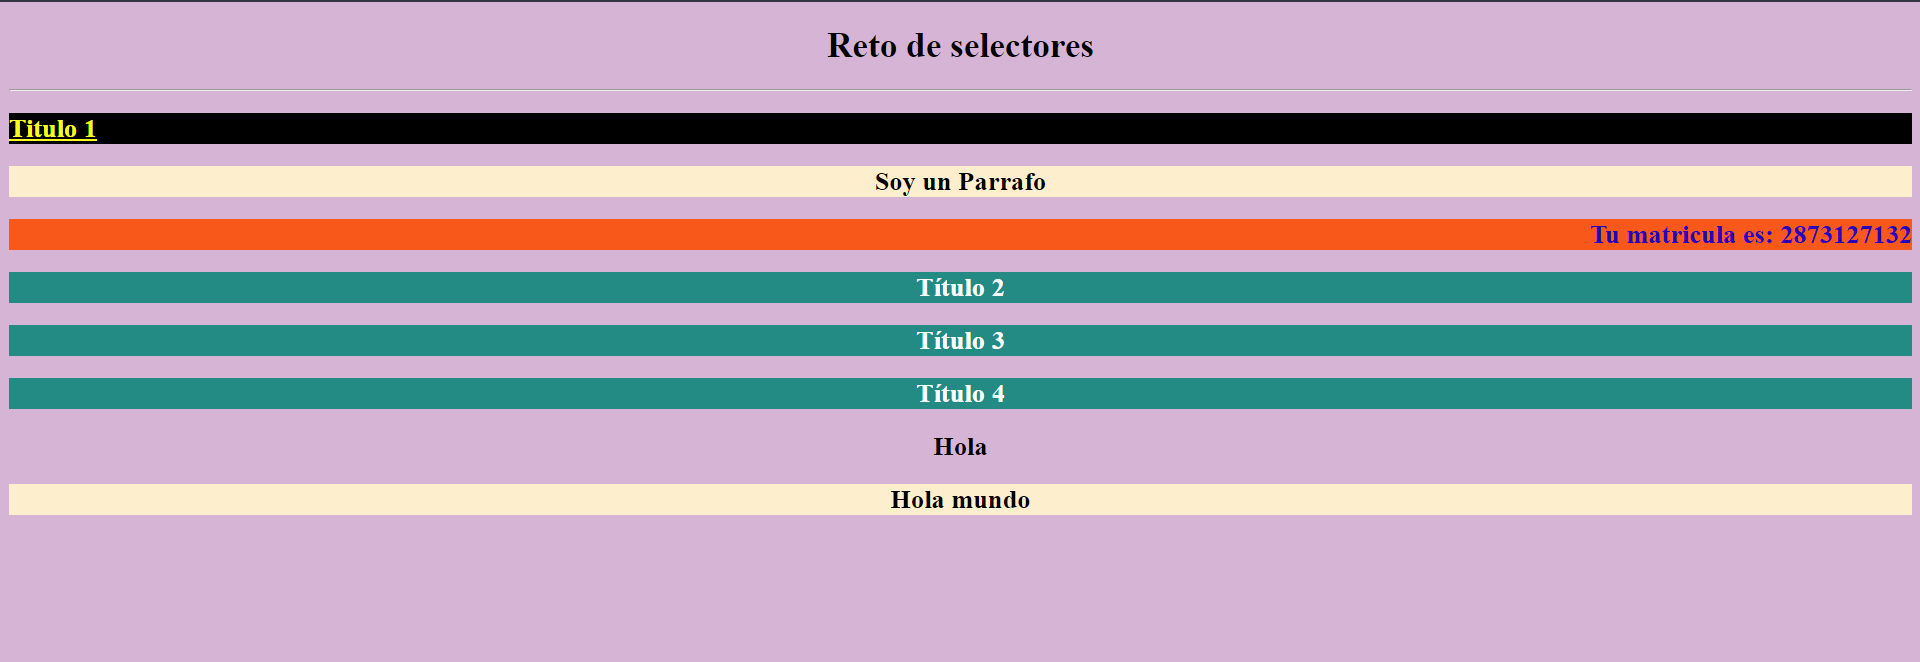 Reto de selectores
Titulo 1
Soy un Parrafo
Tu matricula es: 2873127132
Título 2
Título 3
Título 4
Hola
Hola mundo